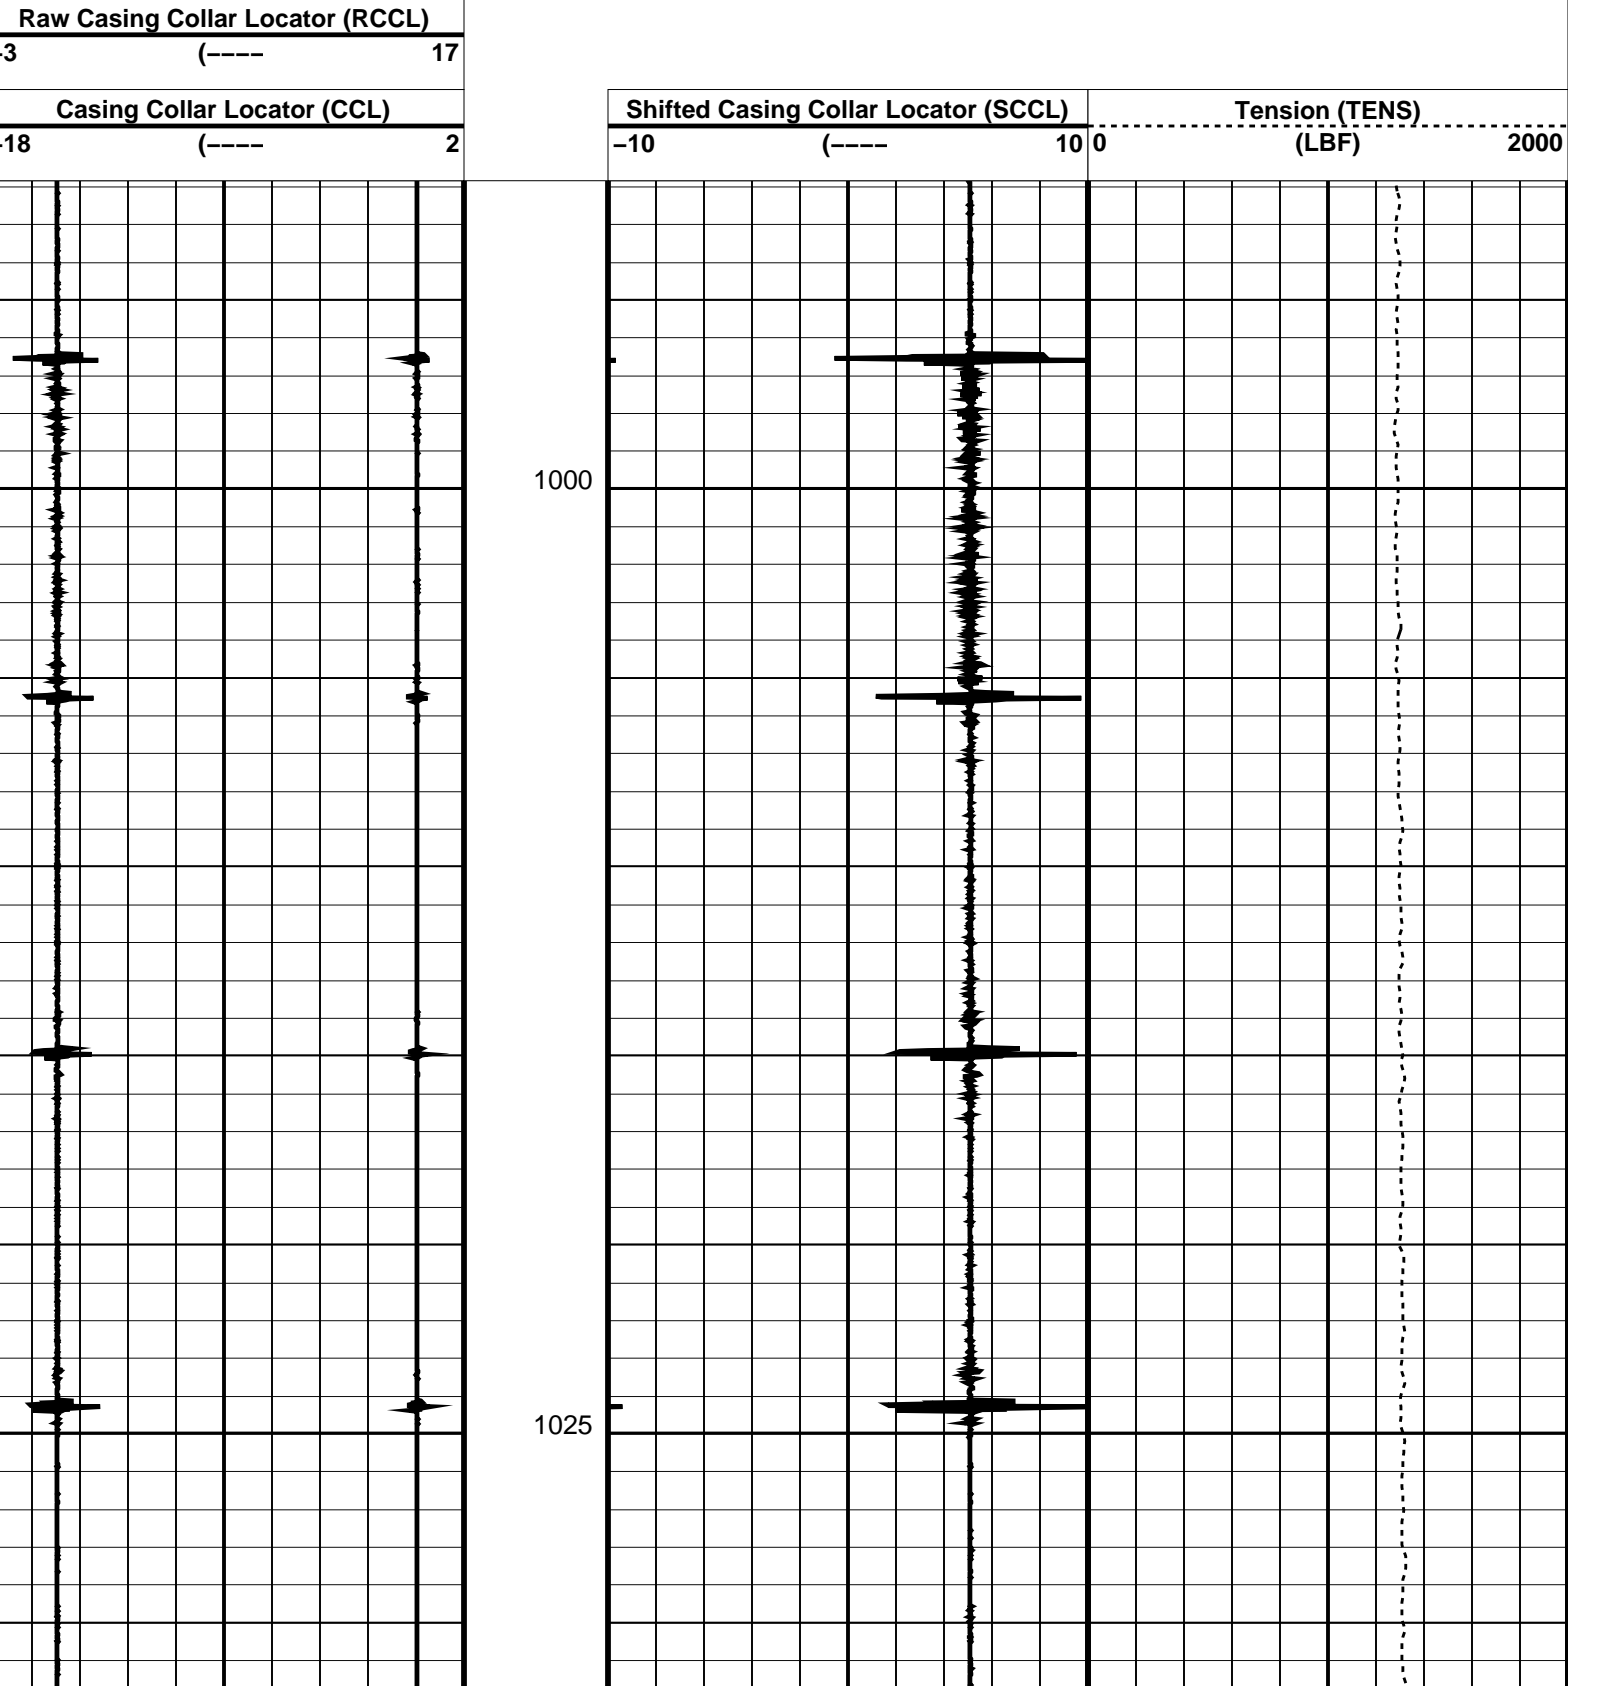 Raw Casing Collar Locator (RCCL)
-3 (---- 17
Casing Collar Locator (CCL)
-18 (---- 2
Shifted Casing Collar Locator (SCCL)
-10 (---- 10
Tension (TENS)
0 (LBF) 2000
1000
1025